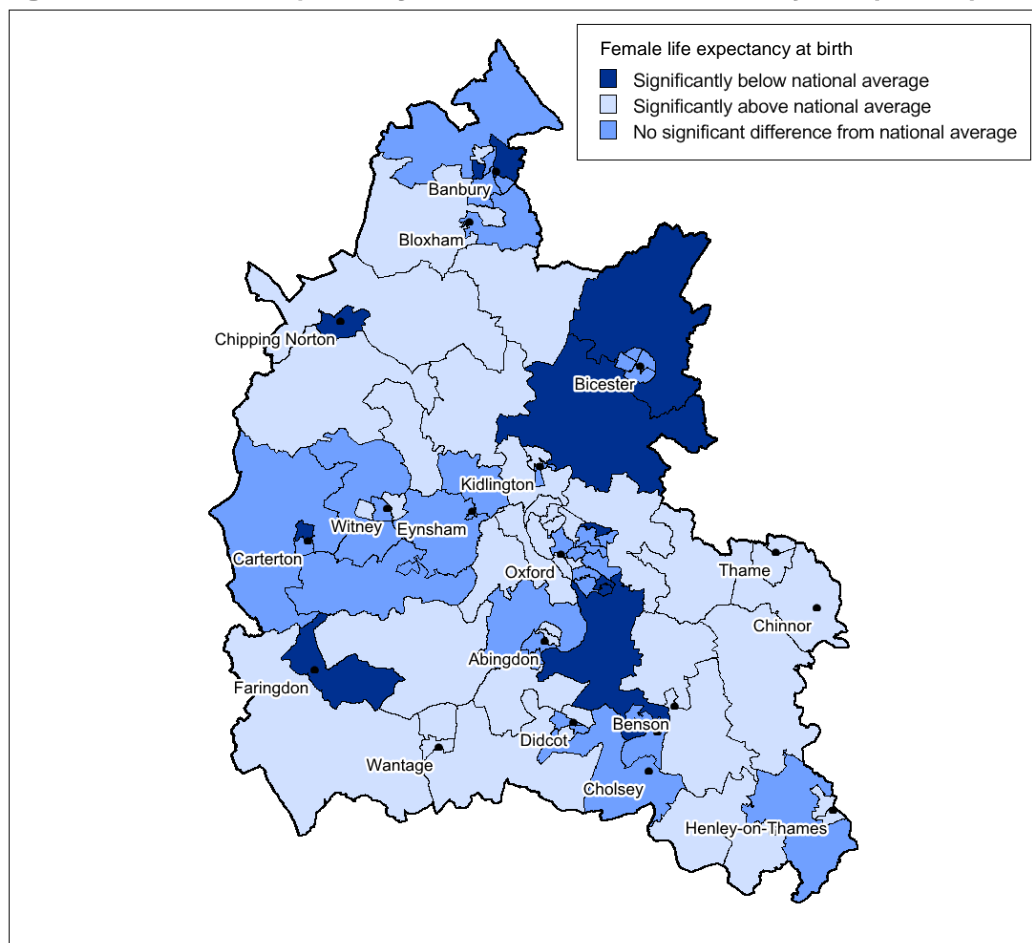 Female life expectancy at birth
Significantly below national average
Significantly above national average
No significant difference from national average
Banbury
Bloxham
Chipping Norton
Bicester
Kidlington
Witney
Eynsham
Carterton
Oxford
Thame
Chinnor
Abingdon
Faringdon
Benson
Didcot
Wantage
Cholsey
Henley-on-Thames